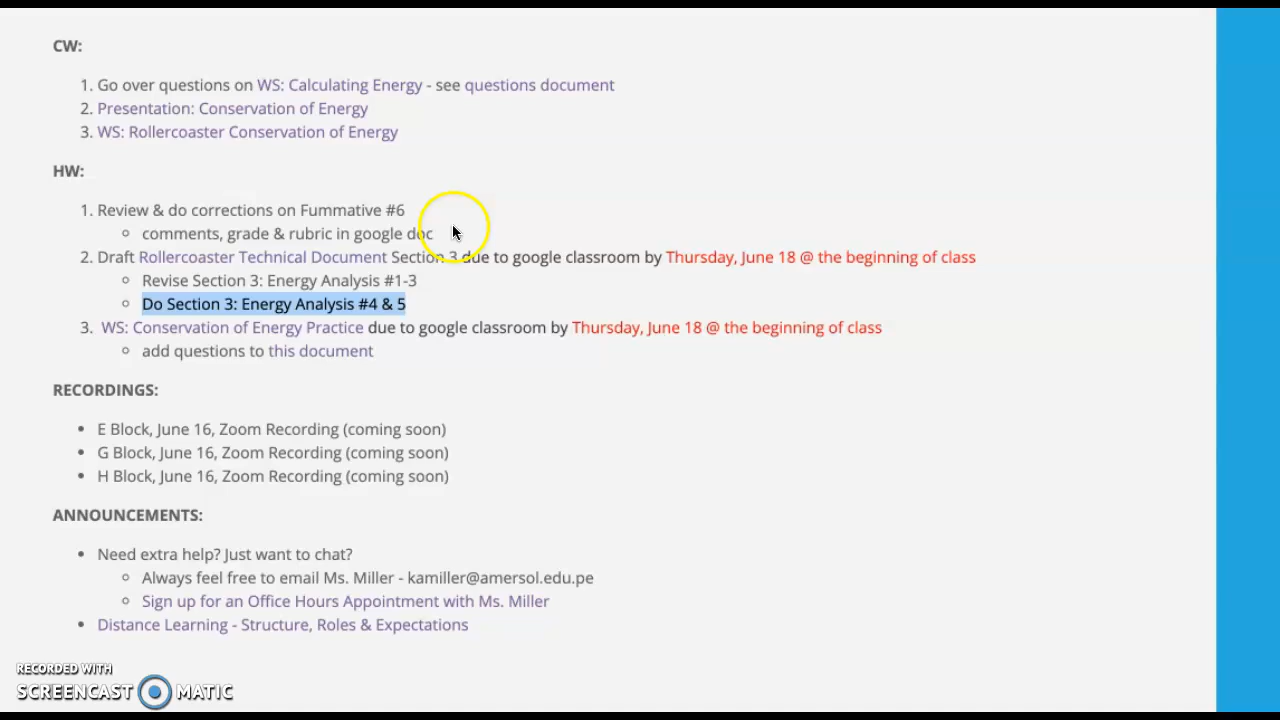 CW:
1. Go over questions on WS: Calculating Energy - see questions document
2. Presentation: Conservation of Energy
3. WS: Rollercoaster Conservation of Energy
HW:
1. Review & do corrections on Fummative #6
comments, grade & rubric in google doc
2. Draft Rollercoaster Technical Document Section 3 due to google classroom by Thursday, June 18 @ the beginning of class
Revise Section 3: Energy Analysis #1-3
Do Section 3: Energy Analysis #4 & 5
3. WS: Conservation of Energy Practice due to google classroom by Thursday, June 18 @ the beginning of class
add questions to this document
RECORDINGS:
E Block, June 16, Zoom Recording (coming soon)
G Block, June 16, Zoom Recording (coming soon)
H Block, June 16, Zoom Recording (coming soon)
ANNOUNCEMENTS:
Need extra help? Just want to chat?
Always feel free to email Ms. Miller - kamiller@amersol.edu.pe
Sign up for an Office Hours Appointment with Ms. Miller
Distance Learning - Structure, Roles & Expectations
RECORDED WITH
SCREENCAST MATIC